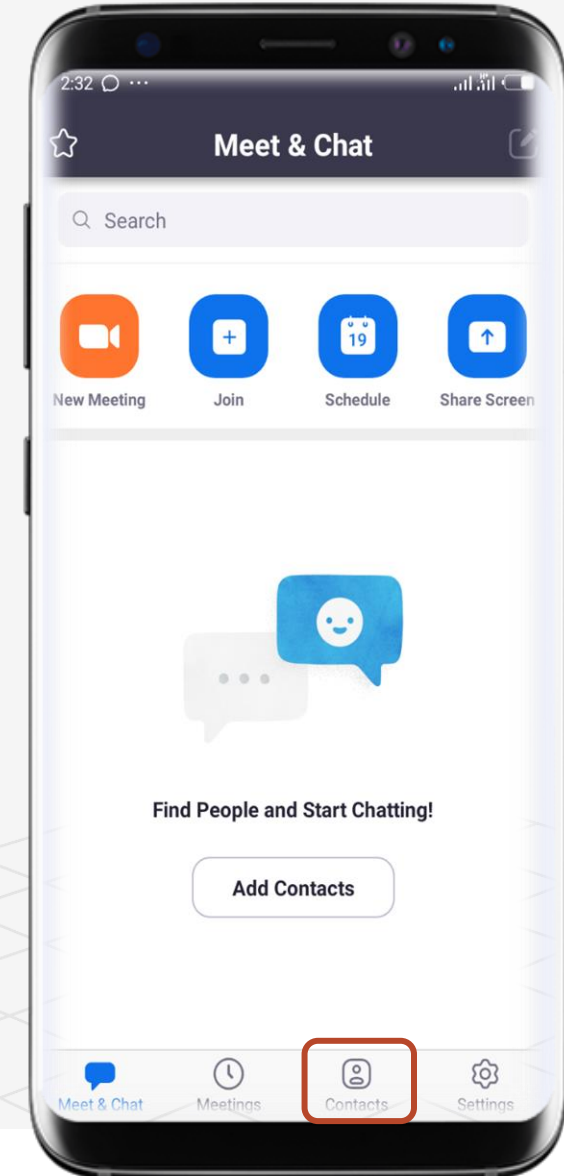 2:32
Meet & Chat
Search
19
New Meeting Join Schedule Share Screen
Find People and Start Chatting!
Add Contacts
Meet & Chat Meetings Contacts Settings